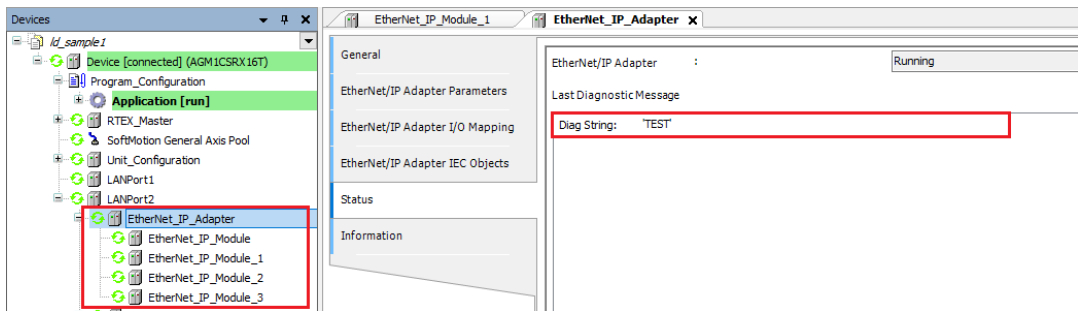 Devices
ld_sample1
Device [connected] (AGM1CSRX16T)
Program_Configuration
Application [run]
RTEX_Master
SoftMotion General Axis Pool
Unit_Configuration
LANPort1
LANPort2
EtherNet_IP_Adapter
EtherNet_IP_Module
EtherNet_IP_Module_1
EtherNet_IP_Module_2
EtherNet_IP_Module_3
EtherNet_IP_Module_1 EtherNet_IP_Adapter
General
EtherNet/IP Adapter Parameters
EtherNet/IP Adapter I/O Mapping
EtherNet/IP Adapter IEC Objects
Status
Information
EtherNet/IP Adapter : Running
Last Diagnostic Message
Diag String: 'TEST'